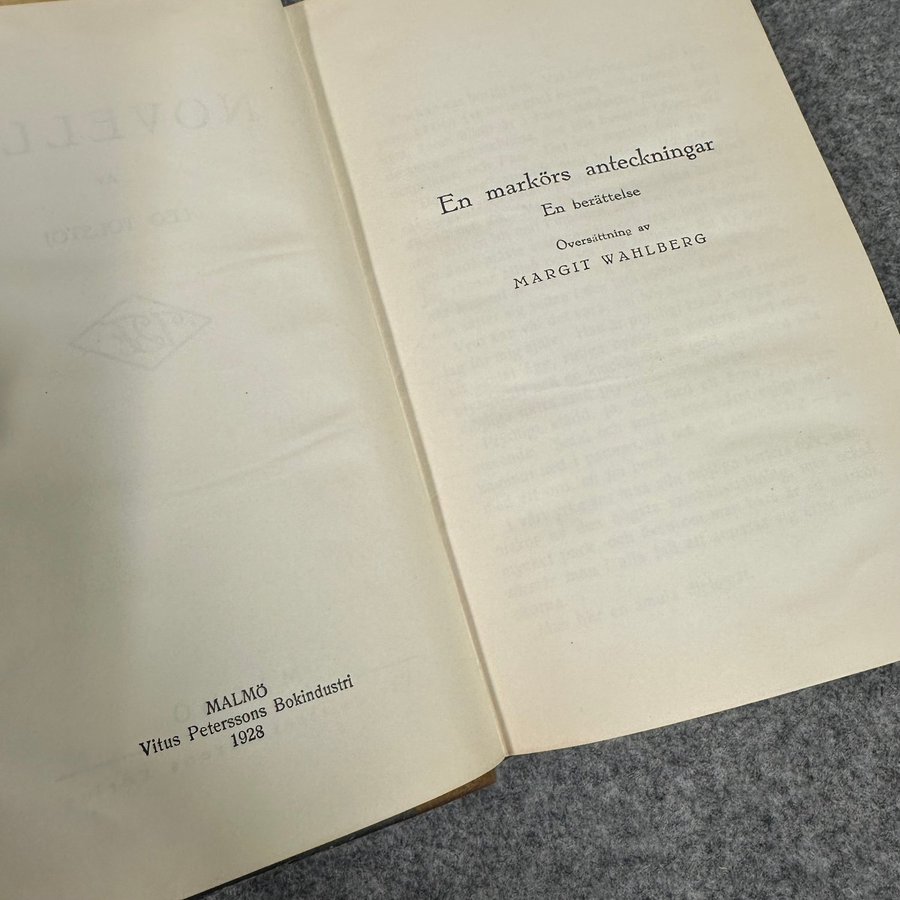 MALMÖ
Vitus Peterssons Bokindustri
1928
En markörs anteckningar
En berättelse
Översättning av
MARGIT WAHLBERG